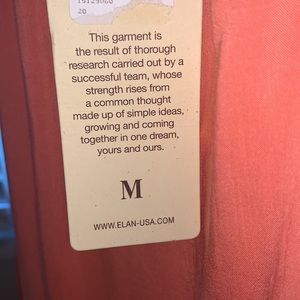 20
This garment is
the result of thorough
research carried out by a
successful team, whose
strength rises from
a common thought
made up of simple ideas,
growing and coming
together in one dream,
yours and ours.
M
WWW.ELAN-USA.COM